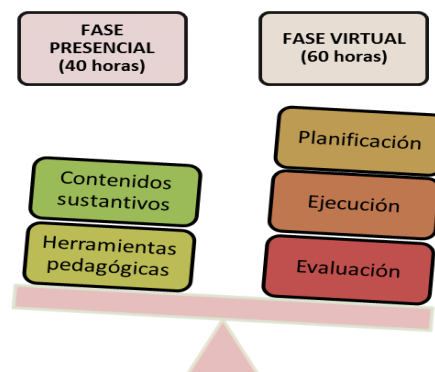 FASE
PRESENCIAL
(40 horas)
FASE VIRTUAL
(60 horas)
Contenidos
sustantivos
Herramientas
pedagógicas
Planificación
Ejecución
Evaluación